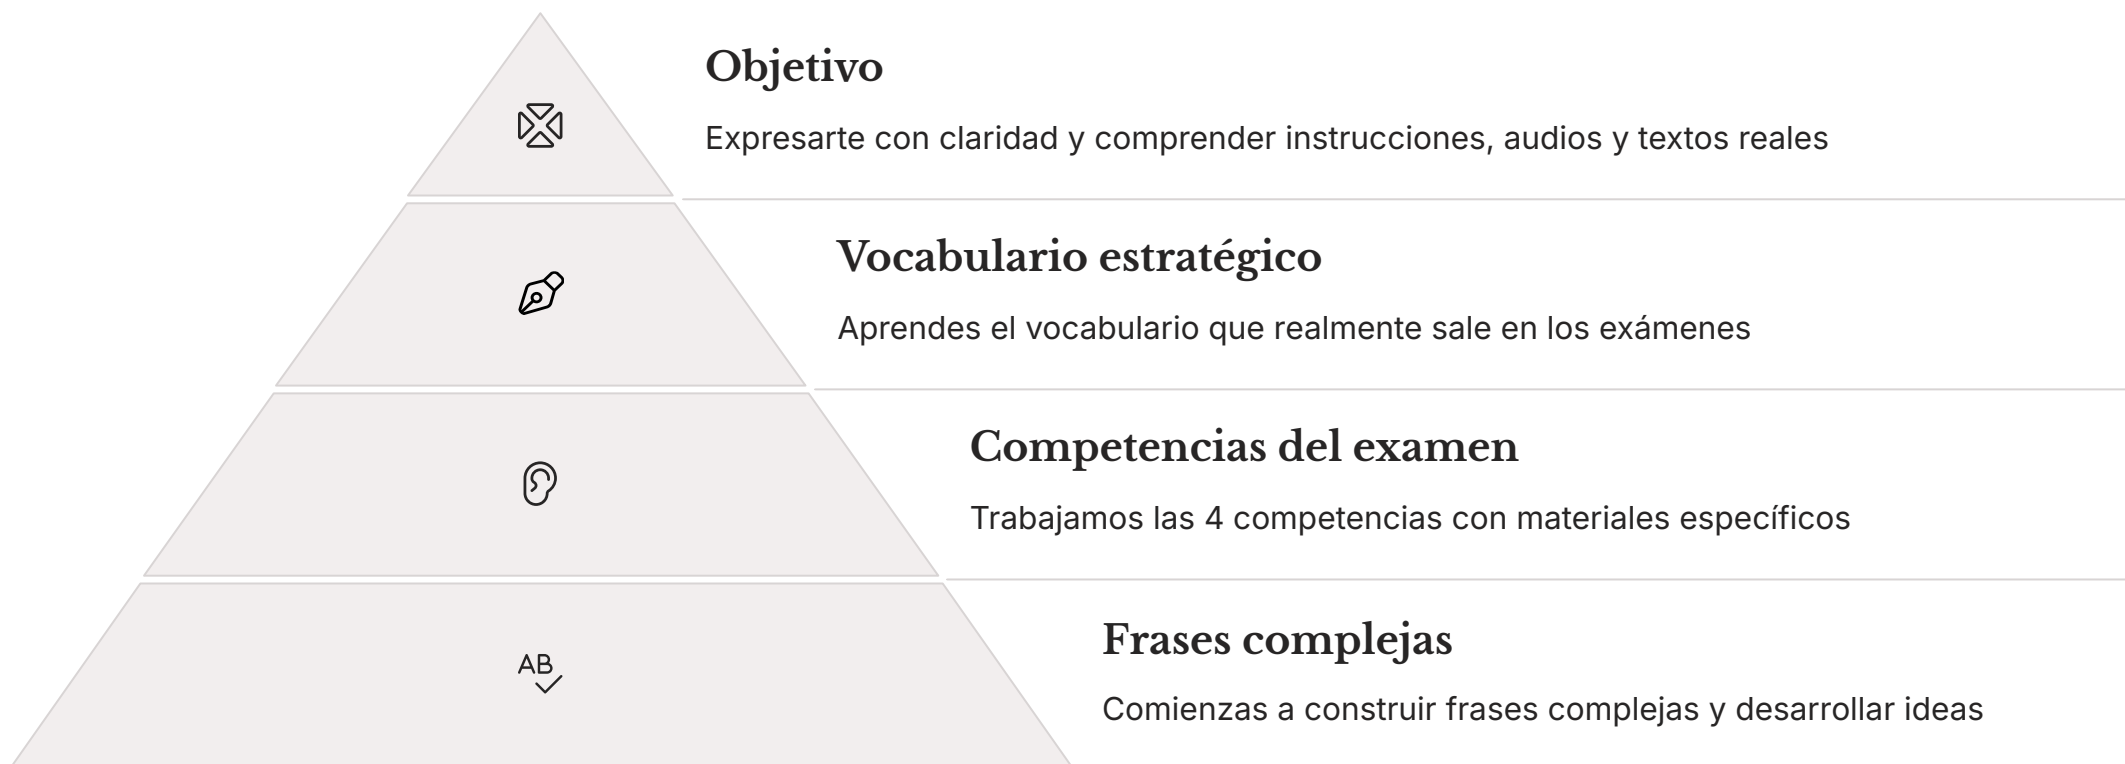 Objetivo
Expresarte con claridad y comprender instrucciones, audios y textos reales
Vocabulario estratégico
Aprendes el vocabulario que realmente sale en los exámenes
Competencias del examen
Trabajamos las 4 competencias con materiales específicos
AB
Frases complejas
Comienzas a construir frases complejas y desarrollar ideas